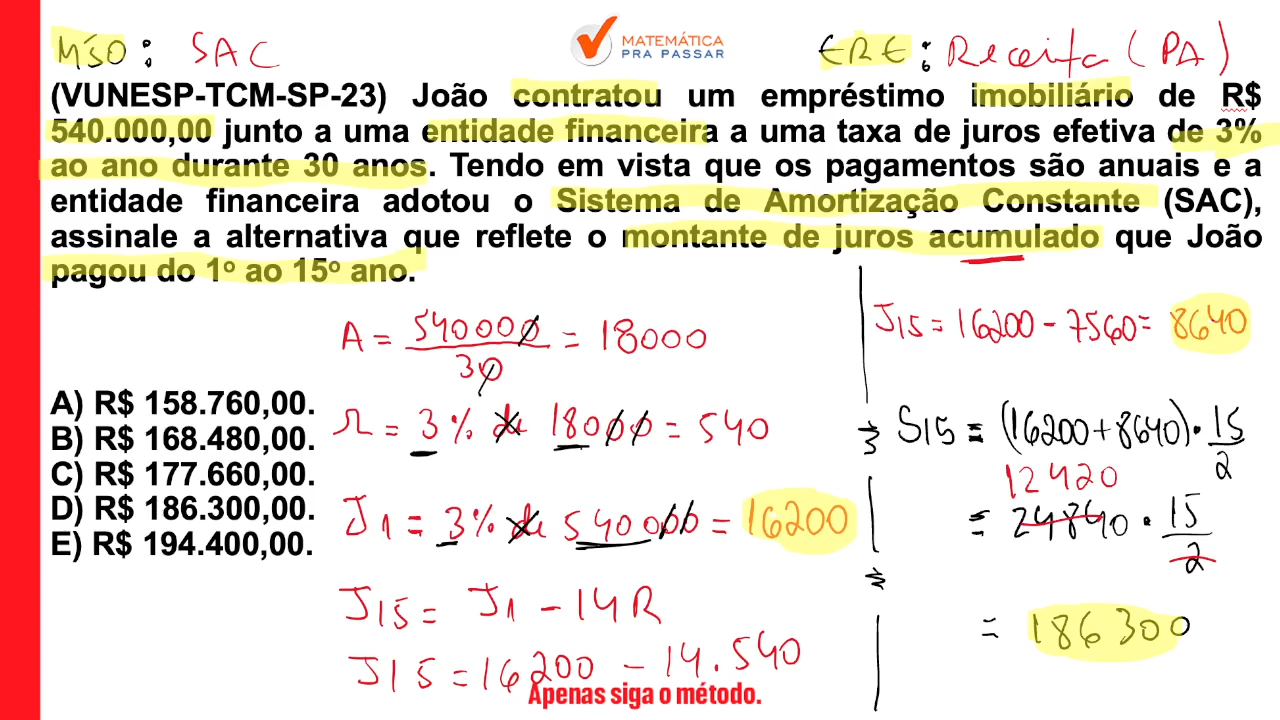 MSO: SAC
MATEMÁTICA
PRA PASSAR
ERE: Receita (PA)
(VUNESP-TCM-SP-23) João contratou um empréstimo imobiliário de R$
540.000,00 junto a uma entidade financeira a uma taxa de juros efetiva de 3%
ao ano durante 30 anos. Tendo em vista que os pagamentos são anuais e a
entidade financeira adotou o Sistema de Amortização Constante (SAC),
assinale a alternativa que reflete o montante de juros acumulado que João
pagou do 1º ao 15º ano.
A) R$ 158.760,00.
B) R$ 168.480,00.
C) R$ 177.660,00.
D) R$ 186.300,00.
E) R$ 194.400,00.
A = 540000/30 = 18000
r = 3% de 18000 = 540
J1 = 3% de 540000 = 16200
J15 = J1 - 14R
J15 = 16200 - 14.540
J15 = 16200 - 7560 = 8640
S15 = (16200+8640) · 15/2
12420
= 24840 · 15/2
= 186300
Apenas siga o método.